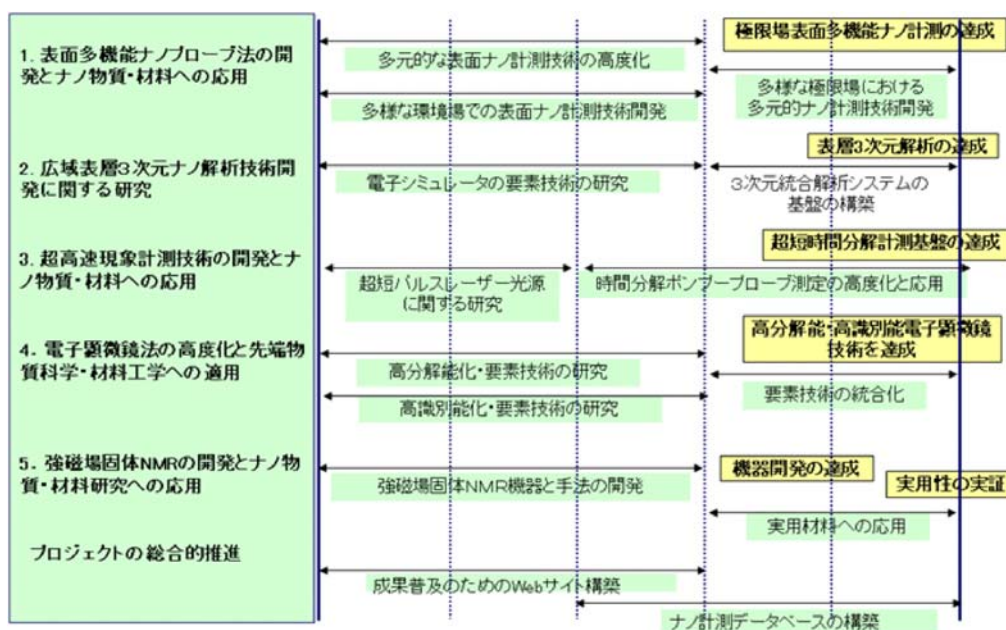 極限場表面多機能ナノ計測の達成
1. 表面多機能ナノプローブ法の開
発とナノ物質・材料への応用
多元的な表面ナノ計測技術の高度化
多様な極限場における
多元的ナノ計測技術開発
多様な環境場での表面ナノ計測技術開発
表層3次元解析の達成
2. 広域表層3次元ナノ解析技術開
発に関する研究
電子シミュレータの要素技術の研究
3次元統合解析システムの
基盤の構築
超短時間分解計測基盤の達成
3. 超高速現象計測技術の開発とナ
ノ物質・材料への応用
超短パルスレーザー光源
に関する研究
時間分解ポンプープローブ測定の高度化と応用
高分解能・高識別能電子顕微鏡
技術を達成
4. 電子顕微鏡法の高度化と先端物
質科学・材料工学への適用
高分解能化・要素技術の研究
要素技術の統合化
高識別能化・要素技術の研究
5. 強磁場固体NMRの開発とナノ物
質・材料研究への応用
機器開発の達成
実用性の実証
強磁場固体NMR機器と手法の開発
実用材料への応用
プロジェクトの総合的推進
成果普及のためのWebサイト構築
ナノ計測データベースの構築